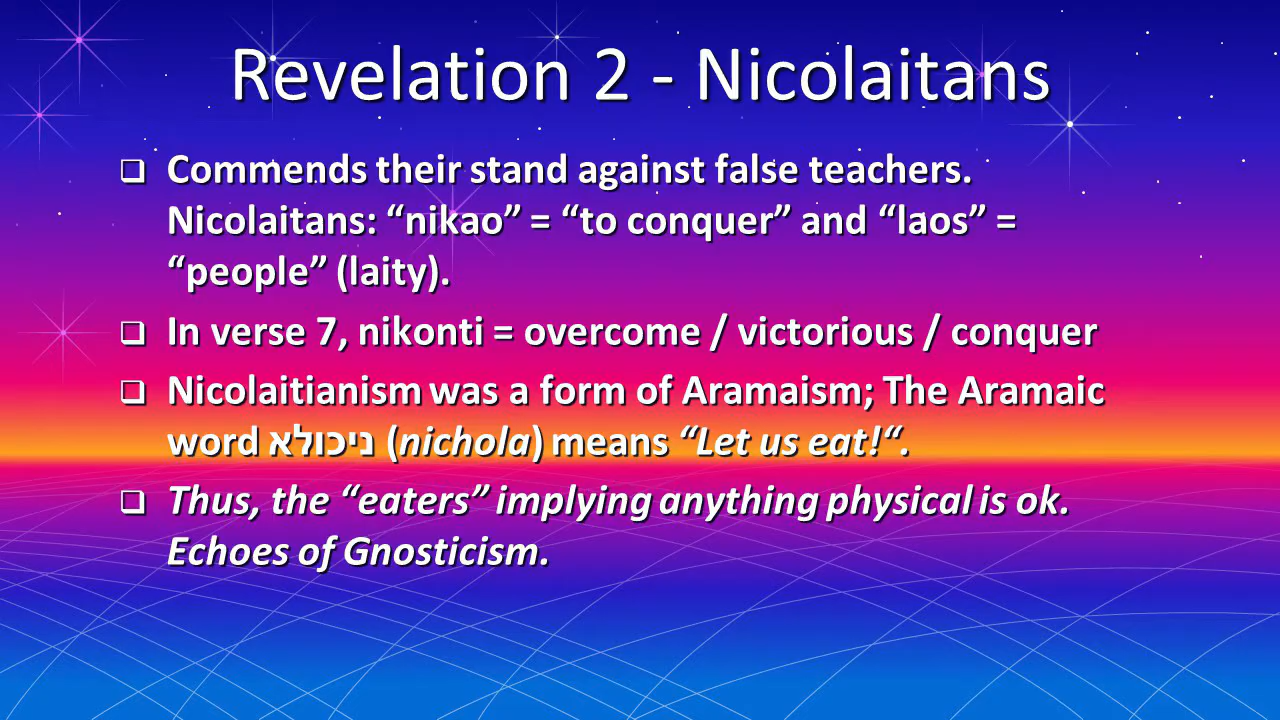 Revelation 2 - Nicolaitans
❑ Commends their stand against false teachers.
Nicolaitans: “nikao” = “to conquer” and “laos” =
“people” (laity).
❑ In verse 7, nikonti = overcome / victorious / conquer
❑ Nicolaitianism was a form of Aramaism; The Aramaic
word ניכולא (nichola) means “Let us eat!“.
❑ Thus, the “eaters” implying anything physical is ok.
Echoes of Gnosticism.